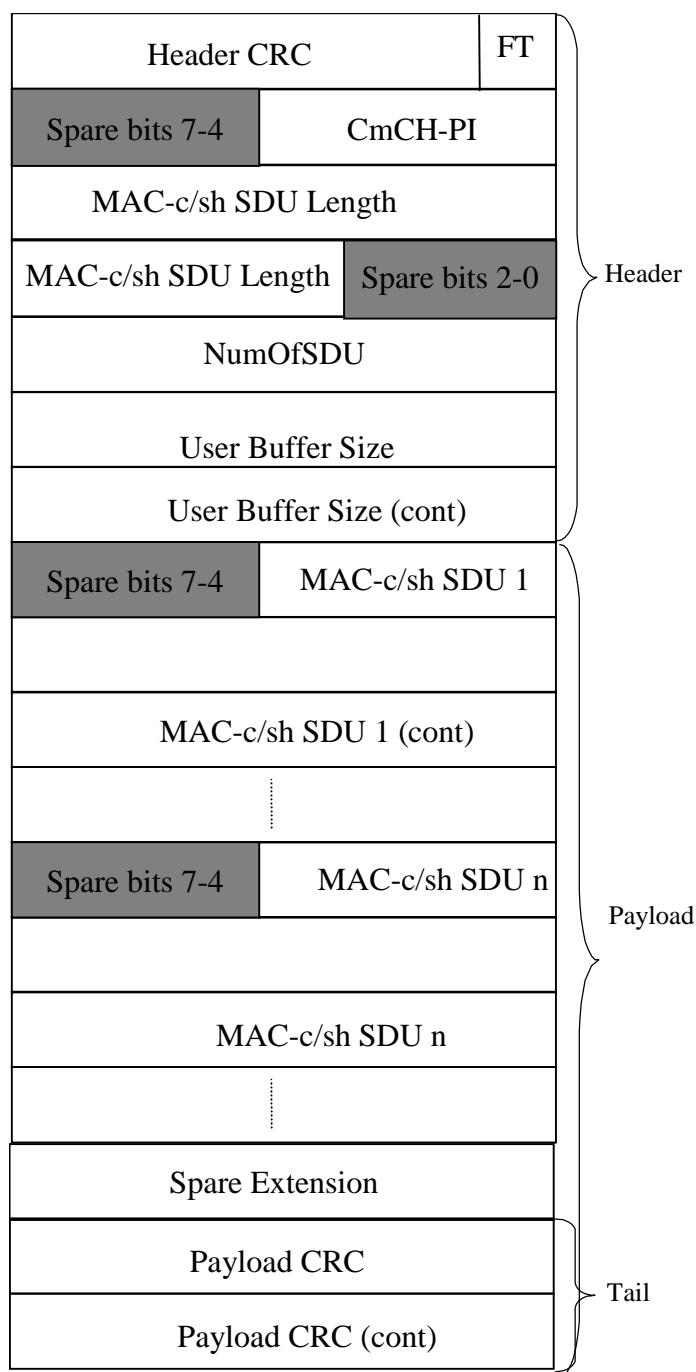 Header CRC FT
Spare bits 7-4 CmCH-PI
MAC-c/sh SDU Length
MAC-c/sh SDU Length Spare bits 2-0
Header
NumOfSDU
User Buffer Size
User Buffer Size (cont)
Spare bits 7-4 MAC-c/sh SDU 1
MAC-c/sh SDU 1 (cont)
Spare bits 7-4 MAC-c/sh SDU n
Payload
MAC-c/sh SDU n
Spare Extension
Payload CRC
Tail
Payload CRC (cont)